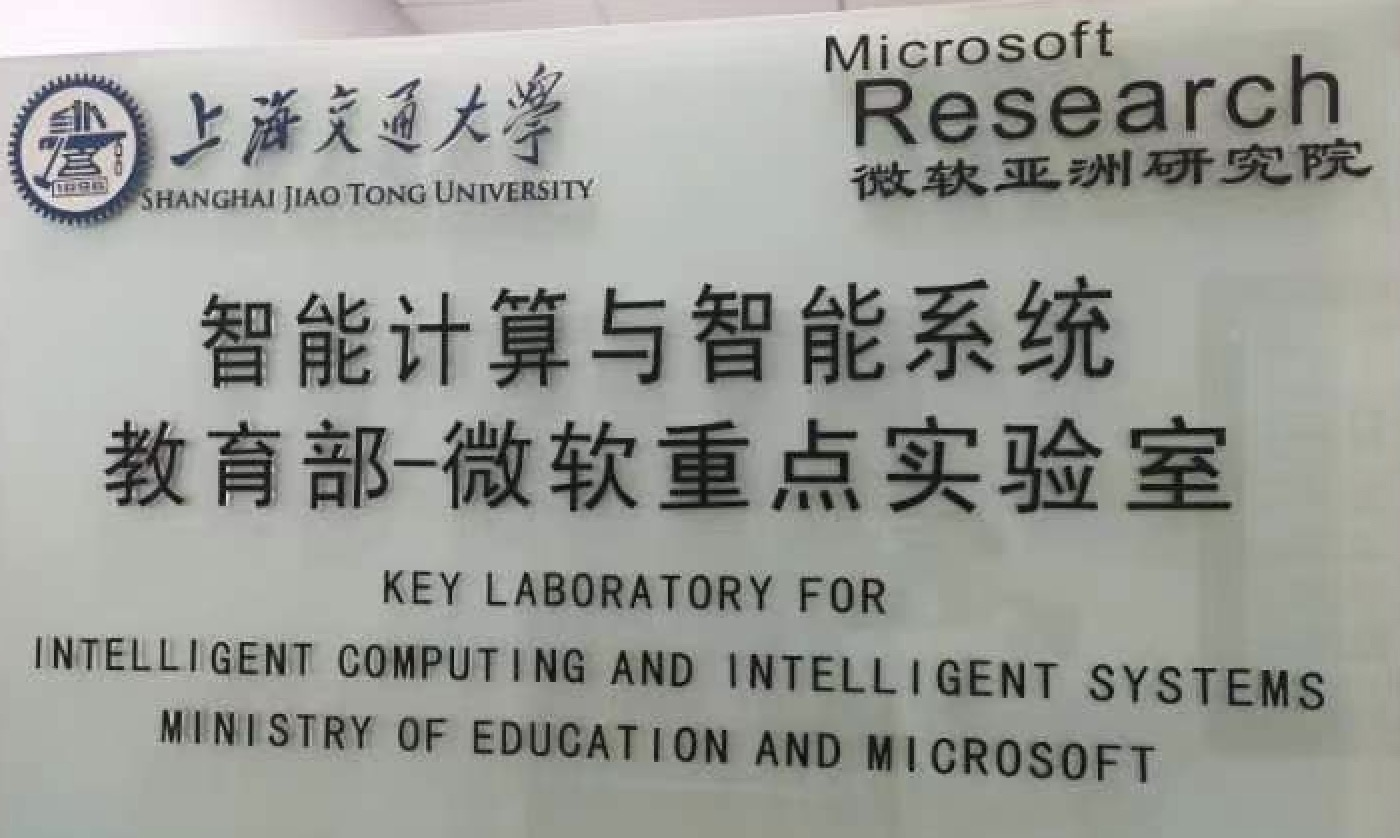 上海交通大学
SHANGHAI JIAO TONG UNIVERSITY
1896
Microsoft
Research
微软亚洲研究院
智能计算与智能系统
教育部-微软重点实验室
KEY LABORATORY FOR
INTELLIGENT COMPUTING AND INTELLIGENT SYSTEMS
MINISTRY OF EDUCATION AND MICROSOFT